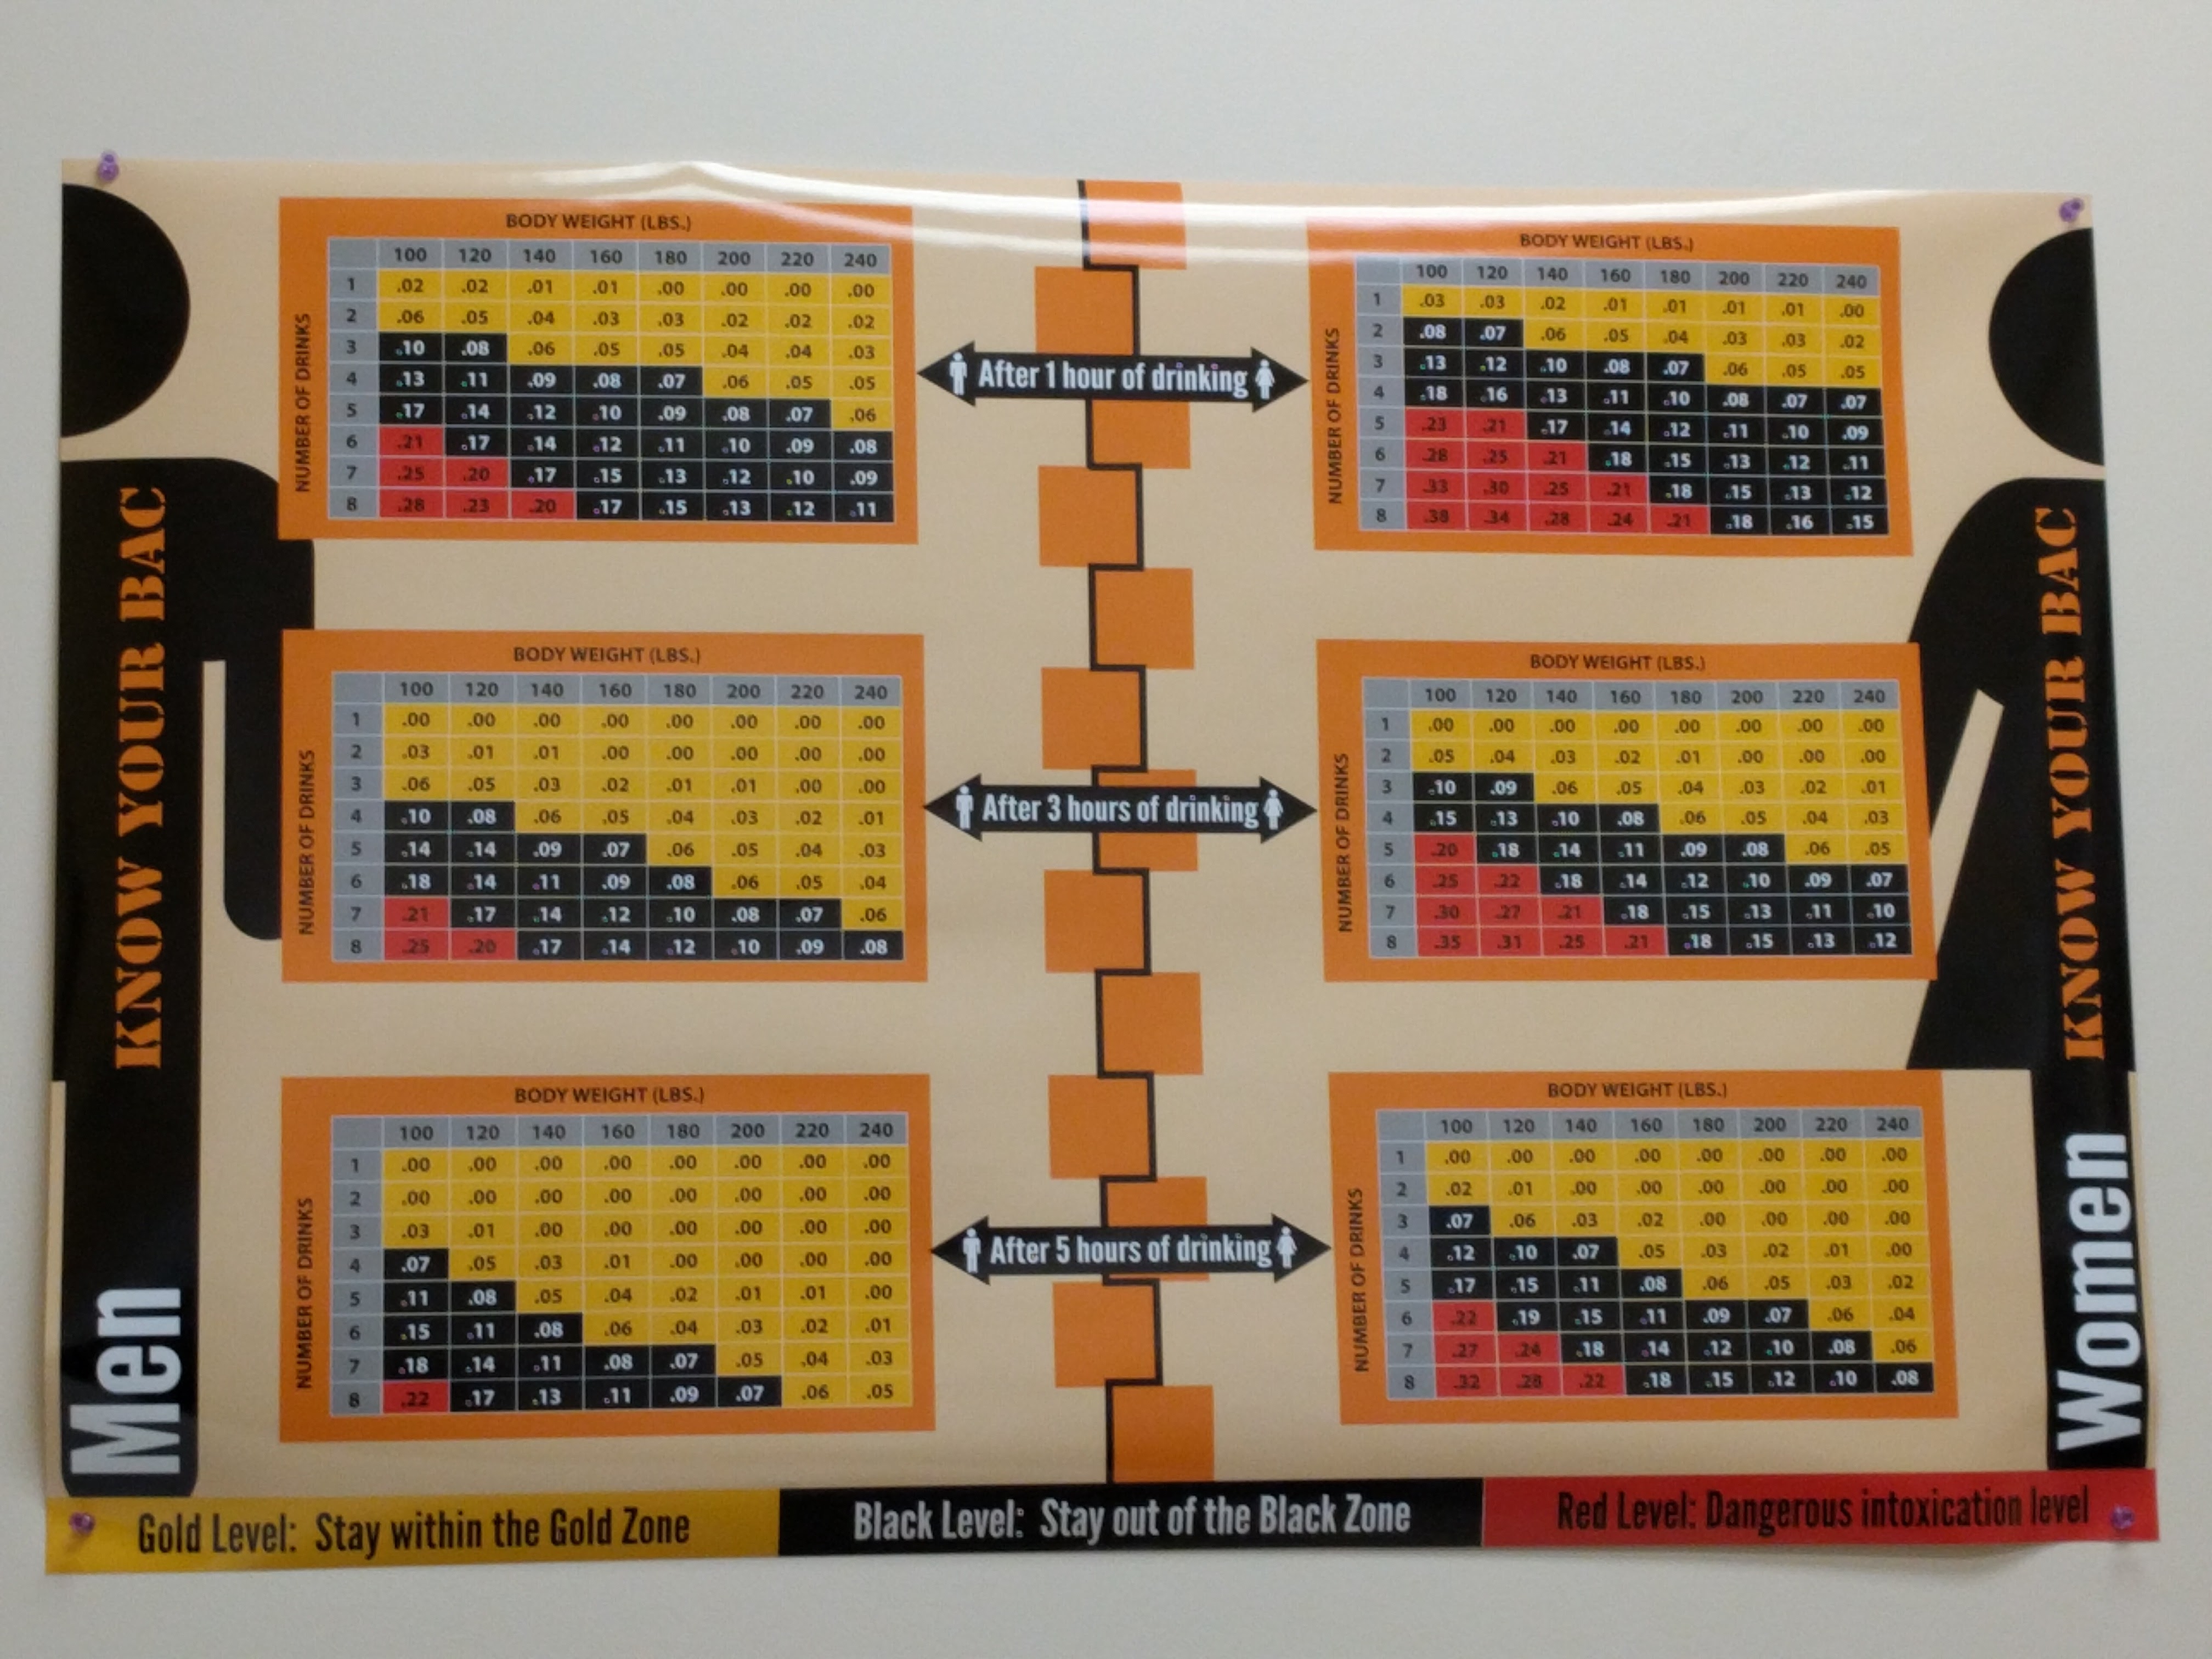 BODY WEIGHT (LBS.)
100 120 140 160 180 200 220 240
NUMBER OF DRINKS
1 .02 .02 .01 .01 .00 .00 .00 .00
2 .06 .05 .04 .03 .03 .02 .02 .02
3 .10 .08 .06 .05 .05 .04 .04 .03
4 .13 .11 .09 .08 .07 .06 .05 .05
5 .17 .14 .12 .10 .09 .08 .07 .06
6 .21 .17 .14 .12 .11 .10 .09 .08
7 .25 .20 .17 .15 .13 .12 .10 .09
8 .28 .23 .20 .17 .15 .13 .12 .11
After 1 hour of drinking
BODY WEIGHT (LBS.)
100 120 140 160 180 200 220 240
NUMBER OF DRINKS
1 .03 .03 .02 .01 .01 .01 .01 .00
2 .08 .07 .06 .05 .04 .03 .03 .02
3 .13 .12 .10 .08 .07 .06 .05 .05
4 .18 .16 .13 .11 .10 .08 .07 .07
5 .23 .21 .17 .14 .12 .11 .10 .09
6 .28 .25 .21 .18 .15 .13 .12 .11
7 .33 .30 .25 .21 .18 .15 .13 .12
8 .38 .34 .28 .24 .21 .18 .16 .15
BODY WEIGHT (LBS.)
100 120 140 160 180 200 220 240
NUMBER OF DRINKS
1 .00 .00 .00 .00 .00 .00 .00 .00
2 .03 .01 .01 .00 .00 .00 .00 .00
3 .06 .05 .03 .02 .01 .01 .00 .00
4 .10 .08 .06 .05 .04 .03 .02 .01
5 .14 .14 .09 .07 .06 .05 .04 .03
6 .18 .14 .11 .09 .08 .06 .05 .04
7 .21 .17 .14 .12 .10 .08 .07 .06
8 .25 .20 .17 .14 .12 .10 .09 .08
After 3 hours of drinking
BODY WEIGHT (LBS.)
100 120 140 160 180 200 220 240
NUMBER OF DRINKS
1 .00 .00 .00 .00 .00 .00 .00 .00
2 .05 .04 .03 .02 .01 .00 .00 .00
3 .10 .09 .06 .05 .04 .03 .02 .01
4 .15 .13 .10 .08 .06 .05 .04 .03
5 .20 .18 .14 .11 .09 .08 .06 .05
6 .25 .22 .18 .14 .12 .10 .09 .07
7 .30 .27 .21 .18 .15 .13 .11 .10
8 .35 .31 .25 .21 .18 .15 .13 .12
BODY WEIGHT (LBS.)
100 120 140 160 180 200 220 240
NUMBER OF DRINKS
1 .00 .00 .00 .00 .00 .00 .00 .00
2 .00 .00 .00 .00 .00 .00 .00 .00
3 .03 .01 .00 .00 .00 .00 .00 .00
4 .07 .05 .03 .01 .00 .00 .00 .00
5 .11 .08 .05 .04 .02 .01 .01 .00
6 .15 .11 .08 .06 .04 .03 .02 .01
7 .18 .14 .11 .08 .07 .05 .04 .03
8 .22 .17 .13 .11 .09 .07 .06 .05
After 5 hours of drinking
BODY WEIGHT (LBS.)
100 120 140 160 180 200 220 240
NUMBER OF DRINKS
1 .00 .00 .00 .00 .00 .00 .00 .00
2 .02 .01 .00 .00 .00 .00 .00 .00
3 .07 .06 .03 .02 .00 .00 .00 .00
4 .12 .10 .07 .05 .03 .02 .01 .00
5 .17 .15 .11 .08 .06 .05 .03 .02
6 .22 .19 .15 .11 .09 .07 .06 .04
7 .27 .24 .18 .14 .12 .10 .08 .06
8 .32 .28 .22 .18 .15 .12 .10 .08
Men KNOW YOUR BAC
Women KNOW YOUR BAC
Gold Level: Stay within the Gold Zone
Black Level: Stay out of the Black Zone
Red Level: Dangerous intoxication level